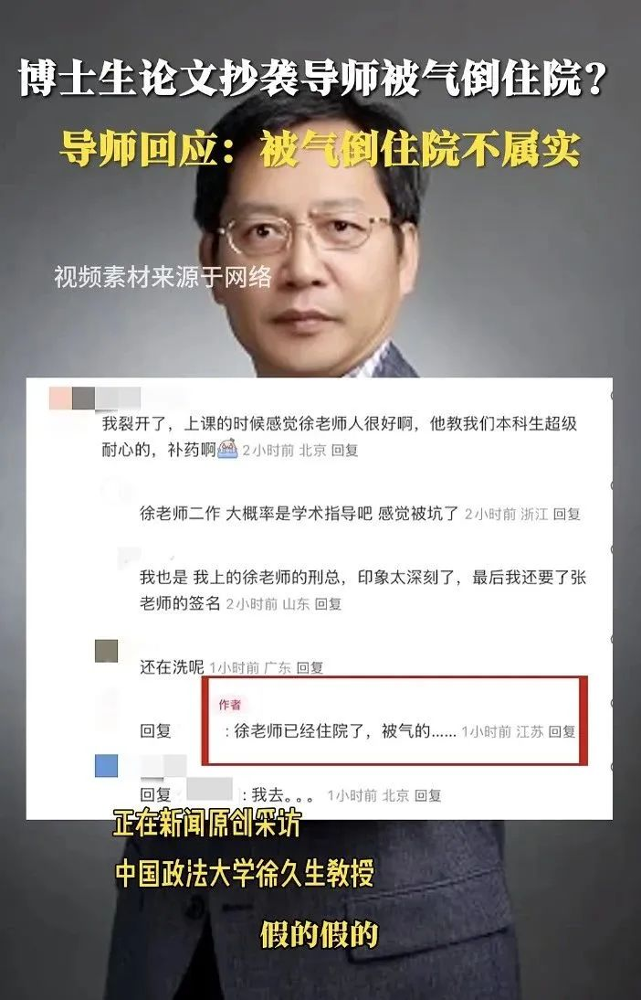 博士生论文抄袭导师被气倒住院？
导师回应：被气倒住院不属实
视频素材来源于网络
我裂开了，上课的时候感觉徐老师人很好啊，他教我们本科生超级
耐心的，补药啊 2小时前 北京 回复
徐老师二作 大概率是学术指导吧 感觉被坑了 2小时前 浙江 回复
我也是 我上的徐老师的刑总，印象太深刻了，最后我还要了张
老师的签名 2小时前 山东 回复
还在洗呢 1小时前 广东 回复
作者
回复 ：徐老师已经住院了，被气的…… 1小时前 江苏 回复
回复 ：我去。。。 1小时前 北京 回复
正在新闻原创采访
中国政法大学徐久生教授
假的假的